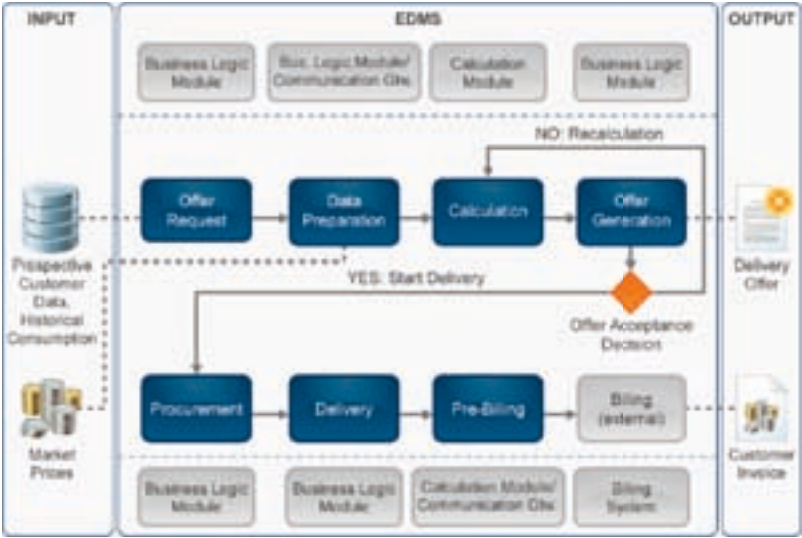 INPUT
EDMS
OUTPUT
Business Logic
Module
Bus. Logic Module/
Communication Gtw.
Calculation
Module
Business Logic
Module
NO: Recalculation
Offer
Request
Data
Preparation
Calculation
Offer
Generation
Prospective
Customer
Data,
Historical
Consumption
Delivery
Offer
YES: Start Delivery
Offer Acceptance
Decision
Procurement
Delivery
Pre-Billing
Billing
(external)
Market
Prices
Customer
Invoice
Business Logic
Module
Business Logic
Module
Calculation Module/
Communication Gtw.
Billing
System